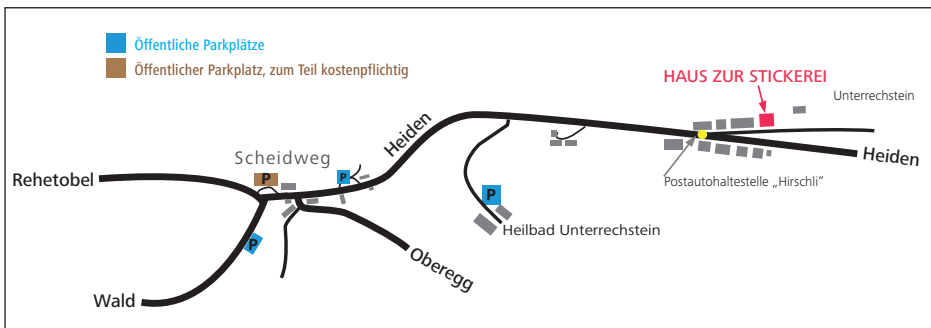 Öffentliche Parkplätze
Öffentlicher Parkplatz, zum Teil kostenpflichtig
HAUS ZUR STICKEREI
Unterrechstein
Heiden
Scheidweg
Heiden
Rehetobel
P
P
Postautohaltestelle „Hirschli“
P
Heilbad Unterrechstein
P
Oberegg
Wald